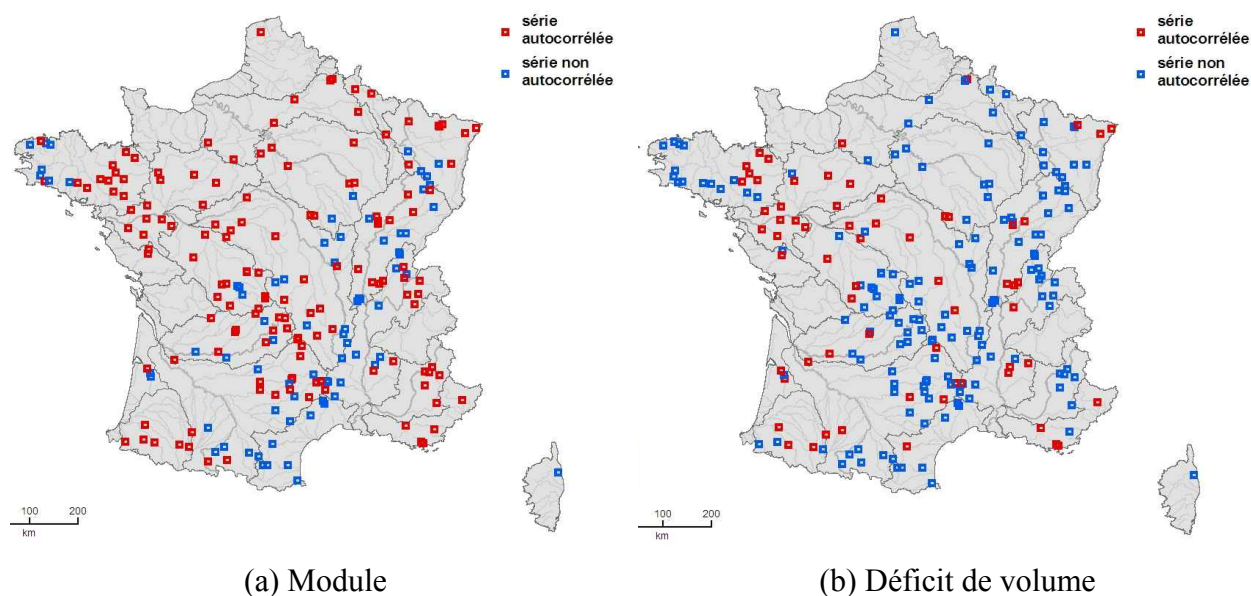 série
autocorrélée
série non
autocorrélée
100 200
km
(a) Module
série
autocorrélée
série non
autocorrélée
100 200
km
(b) Déficit de volume